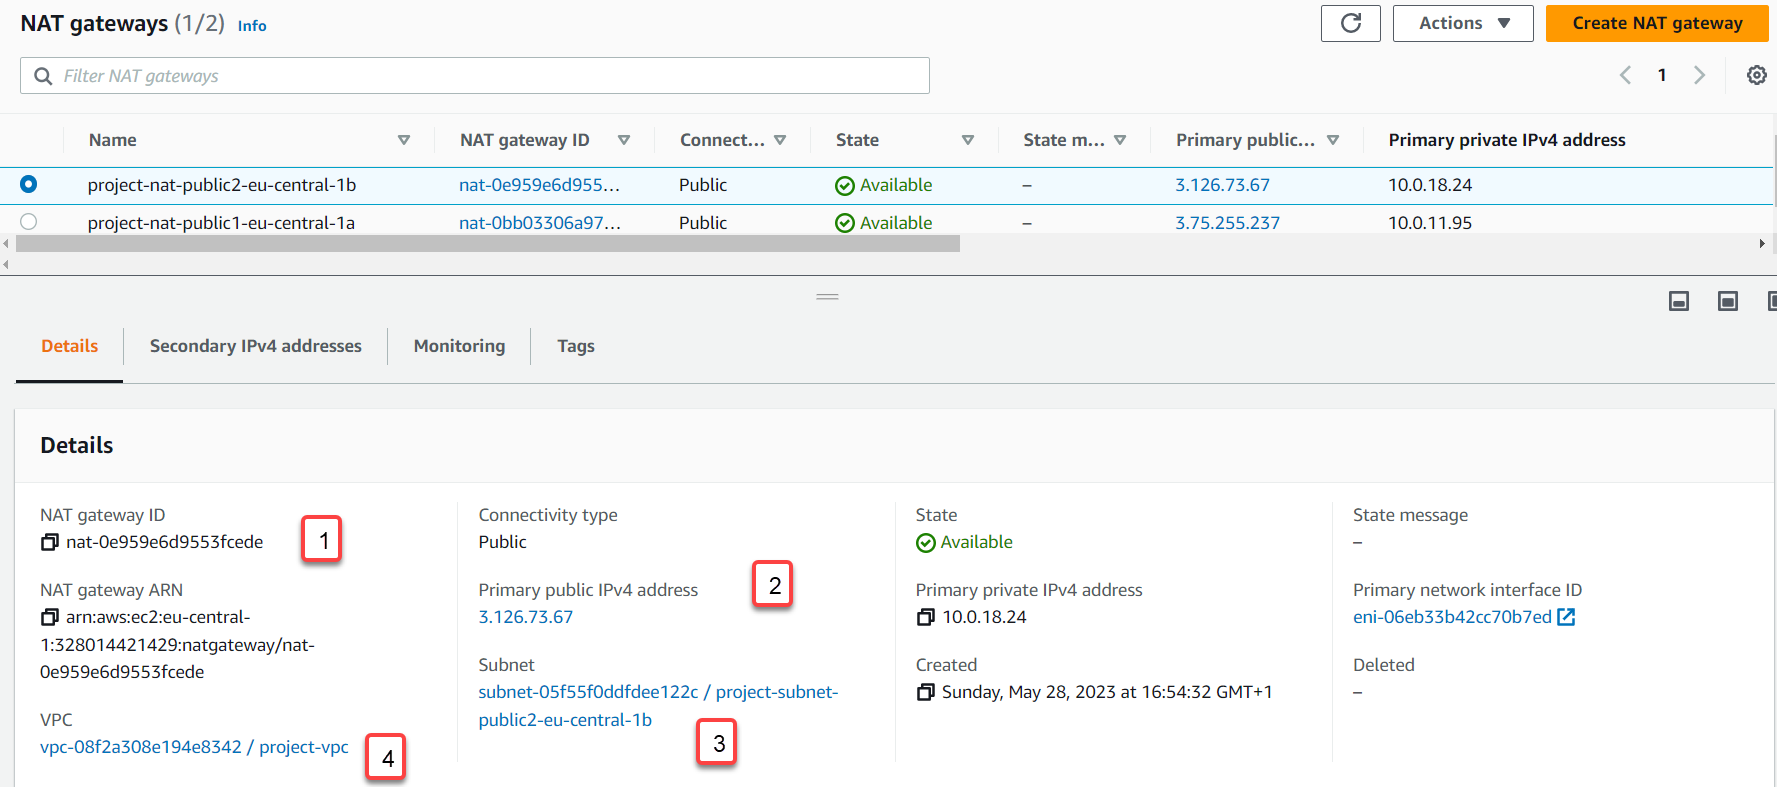 NAT gateways (1/2) Info
Actions
Create NAT gateway
Filter NAT gateways
1
Name NAT gateway ID Connect... State State m... Primary public... Primary private IPv4 address
project-nat-public2-eu-central-1b nat-0e959e6d955... Public Available – 3.126.73.67 10.0.18.24
project-nat-public1-eu-central-1a nat-0bb03306a97... Public Available – 3.75.255.237 10.0.11.95
Details Secondary IPv4 addresses Monitoring Tags
Details
NAT gateway ID
nat-0e959e6d9553fcede
1
NAT gateway ARN
arn:aws:ec2:eu-central-
1:328014421429:natgateway/nat-
0e959e6d9553fcede
VPC
vpc-08f2a308e194e8342 / project-vpc
4
Connectivity type
Public
Primary public IPv4 address
2
3.126.73.67
Subnet
subnet-05f55f0ddfdee122c / project-subnet-
public2-eu-central-1b
3
State
Available
Primary private IPv4 address
10.0.18.24
Created
Sunday, May 28, 2023 at 16:54:32 GMT+1
State message
–
Primary network interface ID
eni-06eb33b42cc70b7ed
Deleted
–